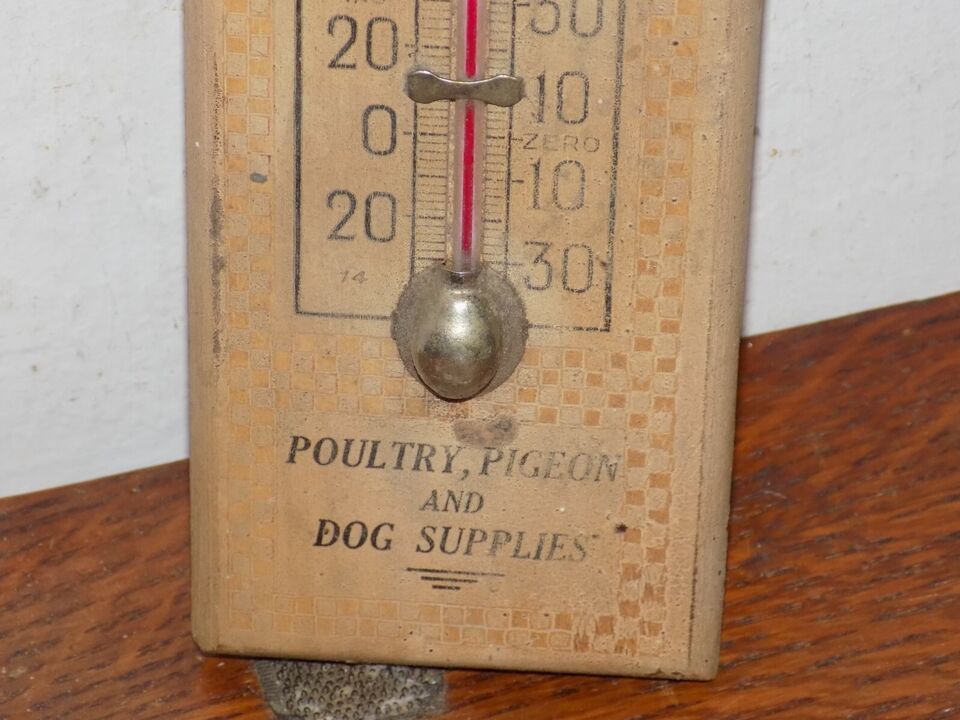 20
30
10
0
ZERO
10
20
30
14
POULTRY, PIGEON
AND
DOG SUPPLIES